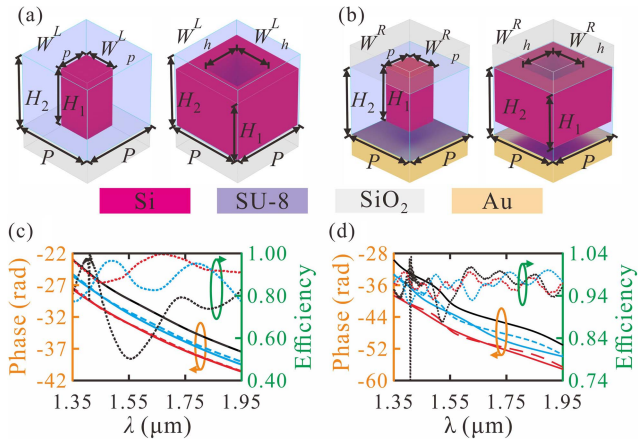 (a)
W^L_p W^L_p
H_2 H_1
P P
W^L_h W^L_h
H_1
P P
(b)
W^R_p W^R_p
H_2 H_1
P P
W^R_h W^R_h
H_2 H_1
P P
Si SU-8 SiO_2 Au
(c)
Phase (rad)
-22
-27
-32
-37
-42
1.00
0.80
0.60
0.40
Efficiency
1.35 1.55 1.75 1.95
λ (μm)
(d)
Phase (rad)
-28
-36
-44
-52
-60
1.04
0.94
0.84
0.74
Efficiency
1.35 1.55 1.75 1.95
λ (μm)